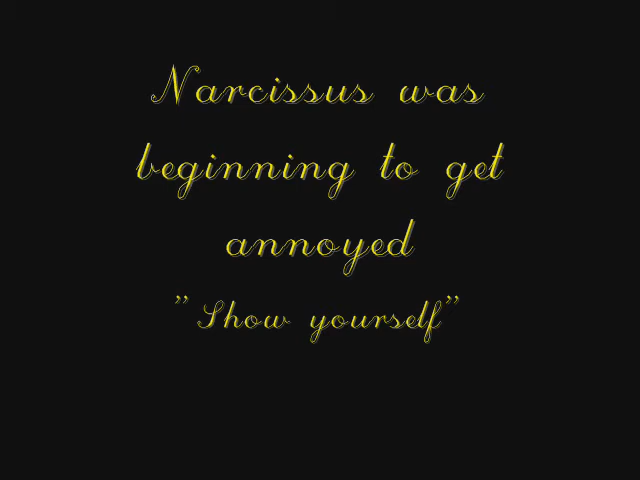 Narcissus was
beginning to get
annoyed
"Show yourself"